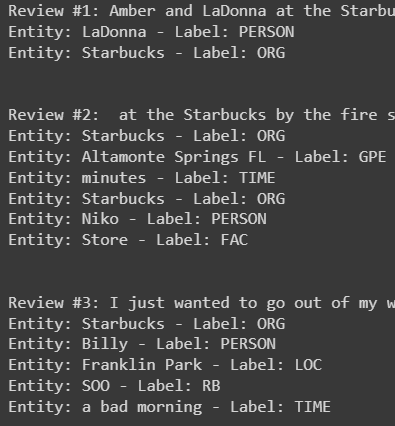 Review #1: Amber and LaDonna at the Starbu
Entity: LaDonna - Label: PERSON
Entity: Starbucks - Label: ORG
Review #2:  at the Starbucks by the fire s
Entity: Starbucks - Label: ORG
Entity: Altamonte Springs FL - Label: GPE
Entity: minutes - Label: TIME
Entity: Starbucks - Label: ORG
Entity: Niko - Label: PERSON
Entity: Store - Label: FAC
Review #3: I just wanted to go out of my w
Entity: Starbucks - Label: ORG
Entity: Billy - Label: PERSON
Entity: Franklin Park - Label: LOC
Entity: SOO - Label: RB
Entity: a bad morning - Label: TIME